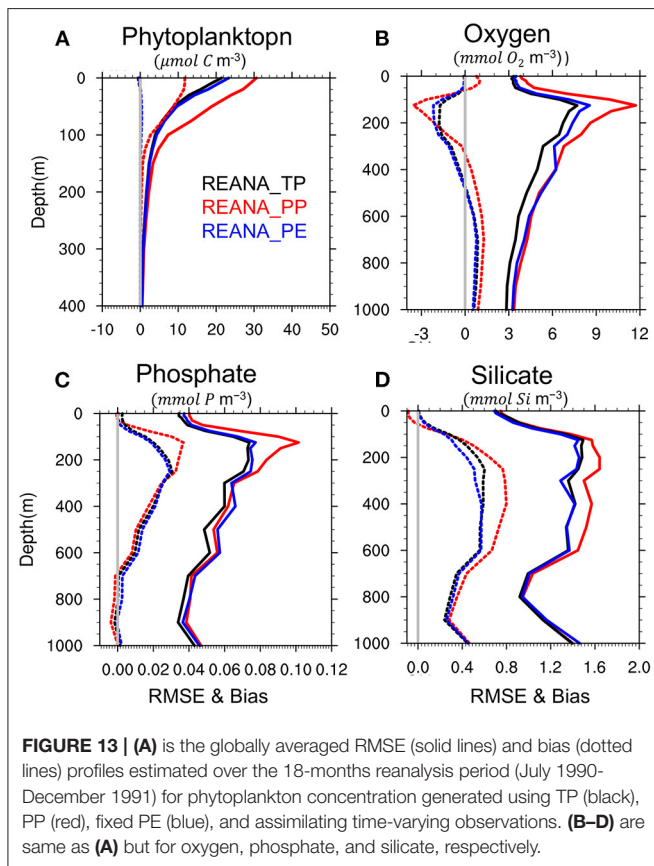 A
Phytoplanktopn
(μmol C m⁻³)
0
100
200
300
400
Depth(m)
-10 0 10 20 30 40 50
REANA_TP
REANA_PP
REANA_PE
B
Oxygen
(mmol O₂ m⁻³))
0
200
400
600
800
1000
-3 0 3 6 9 12
C
Phosphate
(mmol P m⁻³)
0
200
400
600
800
1000
Depth(m)
0.00 0.02 0.04 0.06 0.08 0.10 0.12
RMSE & Bias
D
Silicate
(mmol Si m⁻³)
0
200
400
600
800
1000
0.0 0.4 0.8 1.2 1.6 2.0
RMSE & Bias
FIGURE 13 | (A) is the globally averaged RMSE (solid lines) and bias (dotted
lines) profiles estimated over the 18-months reanalysis period (July 1990-
December 1991) for phytoplankton concentration generated using TP (black),
PP (red), fixed PE (blue), and assimilating time-varying observations. (B–D) are
same as (A) but for oxygen, phosphate, and silicate, respectively.